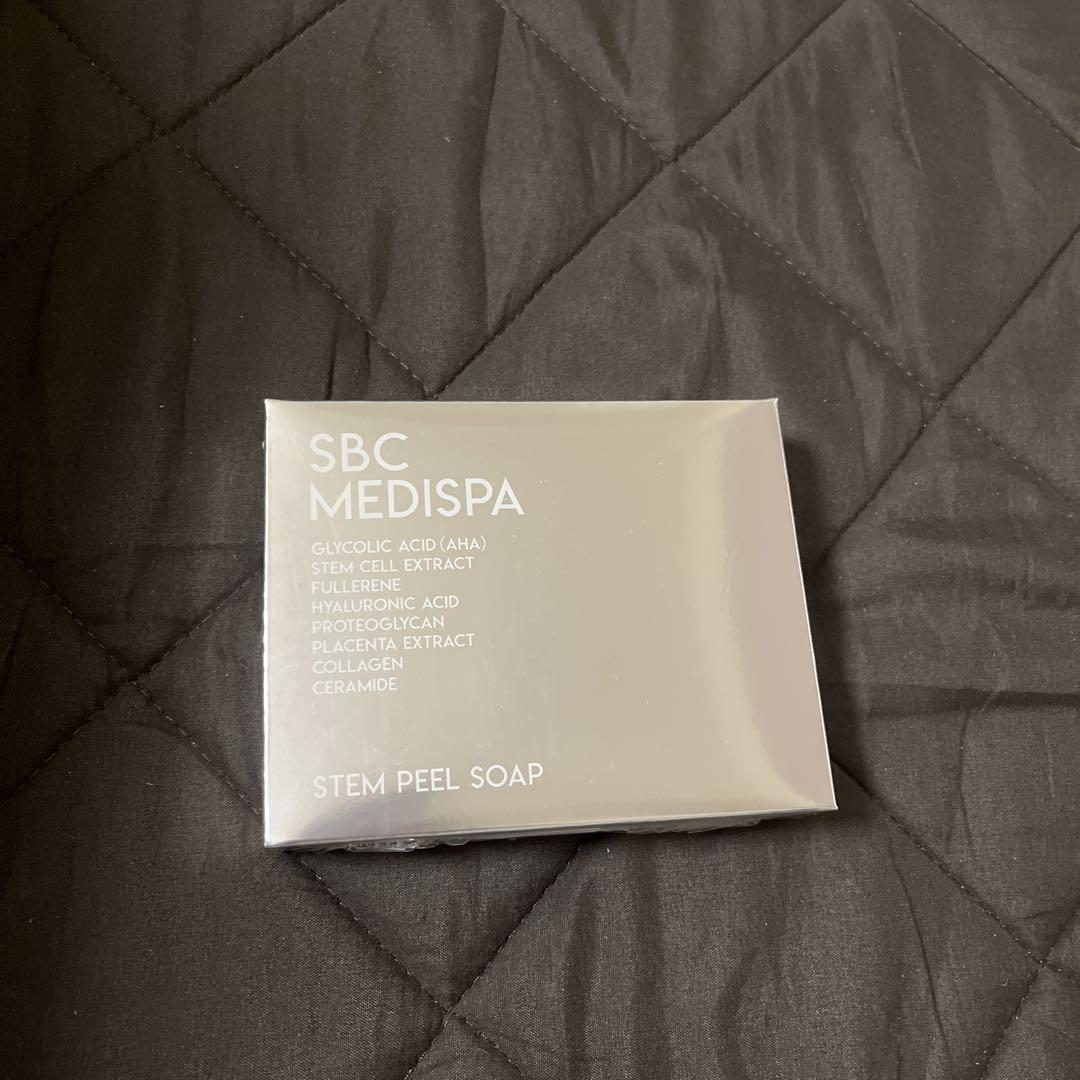 SBC
MEDISPA
GLYCOLIC ACID (AHA)
STEM CELL EXTRACT
FULLERENE
HYALURONIC ACID
PROTEOGLYCAN
PLACENTA EXTRACT
COLLAGEN
CERAMIDE
STEM PEEL SOAP